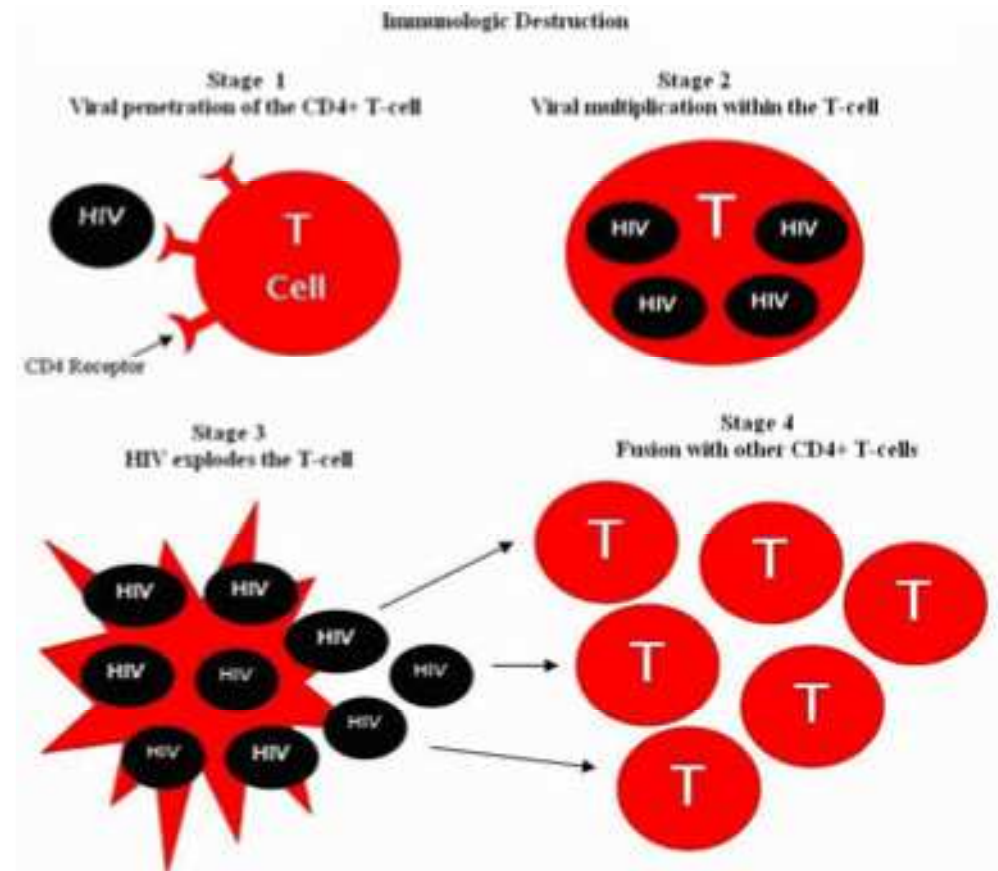 Immunologic Destruction
Stage 1
Viral penetration of the CD4+ T-cell
HIV
T
Cell
CD4 Receptor
Stage 2
Viral multiplication within the T-cell
T
HIV
HIV
HIV
HIV
Stage 3
HIV explodes the T-cell
HIV
HIV
HIV
HIV
HIV
HIV
HIV
HIV
HIV
Stage 4
Fusion with other CD4+ T-cells
T
T
T
T
T
T